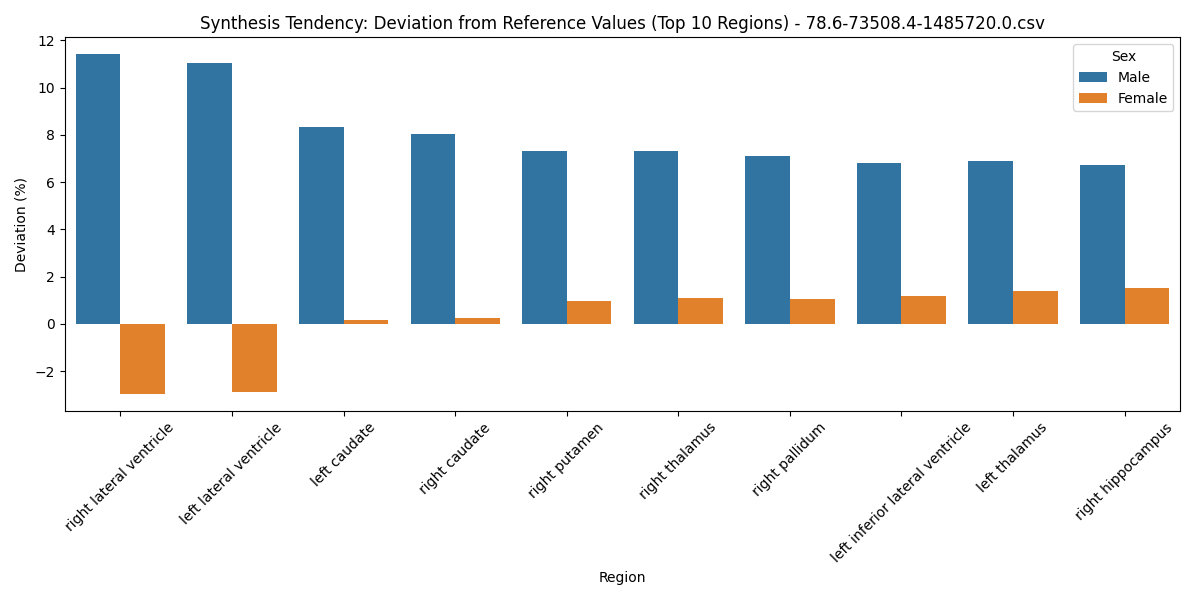 Synthesis Tendency: Deviation from Reference Values (Top 10 Regions) - 78.6-73508.4-1485720.0.csv
Deviation (%)
12
10
8
6
4
2
0
−2
Sex
Male
Female
right lateral ventricle
left lateral ventricle
left caudate
right caudate
right putamen
right thalamus
right pallidum
left inferior lateral ventricle
left thalamus
right hippocampus
Region